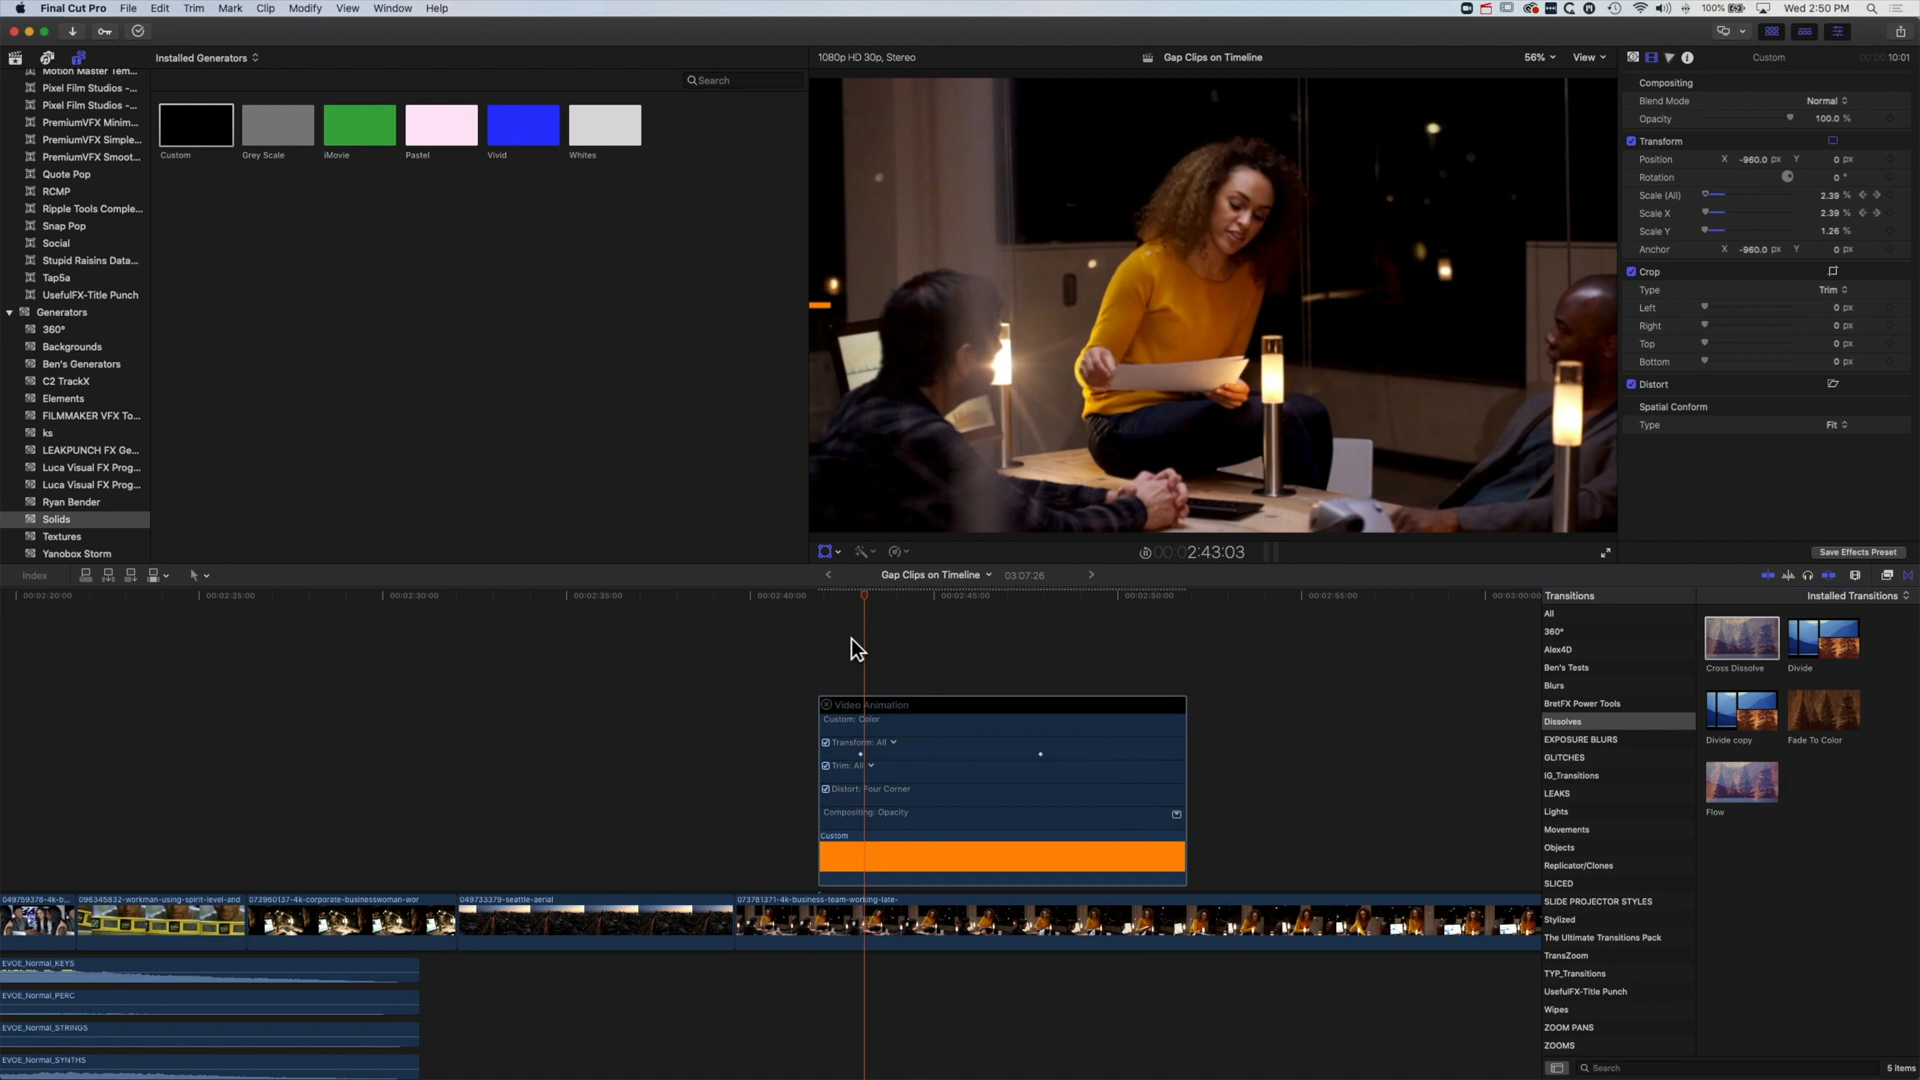 Final Cut Pro File Edit Trim Mark Clip Modify View Window Help
100% Wed 2:50 PM
Installed Generators
1080p HD 30p, Stereo
Gap Clips on Timeline
56% View
Custom
10:01
Search
Motion Master Tem...
Pixel Film Studios -...
Pixel Film Studios -...
PremiumVFX Minim...
PremiumVFX Simple...
PremiumVFX Smoot...
Quote Pop
RCMP
Ripple Tools Comple...
Snap Pop
Social
Stupid Raisins Data...
Tap5a
UsefulFX-Title Punch
Generators
360°
Backgrounds
Ben's Generators
C2 TrackX
Elements
FILMMAKER VFX To...
ks
LEAKPUNCH FX Ge...
Luca Visual FX Prog...
Luca Visual FX Prog...
Ryan Bender
Solids
Textures
Yanobox Storm
Custom Grey Scale iMovie Pastel Vivid Whites
Compositing
Blend Mode Normal
Opacity 100.0 %
Transform
Position X -960.0 px Y 0 px
Rotation 0 °
Scale (All) 2.39 %
Scale X 2.39 %
Scale Y 1.26 %
Anchor X -960.0 px Y 0 px
Crop
Type Trim
Left 0 px
Right 0 px
Top 0 px
Bottom 0 px
Distort
Spatial Conform
Type Fit
Save Effects Preset
00:00:2:43:03
Index
Gap Clips on Timeline 03:07:26
00:02:20:00 00:02:25:00 00:02:30:00 00:02:35:00 00:02:40:00 00:02:45:00 00:02:50:00 00:02:55:00 00:03:00:00
Video Animation
Custom: Color
Transform: All
Trim: All
Distort: Four Corner
Compositing: Opacity
Custom
049759378-4k-b... 096345832-workman-using-spirit-level-and 073960137-4k-corporate-businesswoman-wor 049733379-seattle-aerial 073781371-4k-business-team-working-late-
EVOE_Normal_KEYS
EVOE_Normal_PERC
EVOE_Normal_STRINGS
EVOE_Normal_SYNTHS
Transitions
Installed Transitions
All
360°
Alex4D
Ben's Tests
Blurs
BretFX Power Tools
Dissolves
EXPOSURE BLURS
GLITCHES
IG_Transitions
LEAKS
Lights
Movements
Objects
Replicator/Clones
SLICED
SLIDE PROJECTOR STYLES
Stylized
The Ultimate Transitions Pack
TransZoom
TYP_Transitions
UsefulFX-Title Punch
Wipes
ZOOM PANS
ZOOMS
Cross Dissolve Divide
Divide copy Fade To Color
Flow
Search
5 items